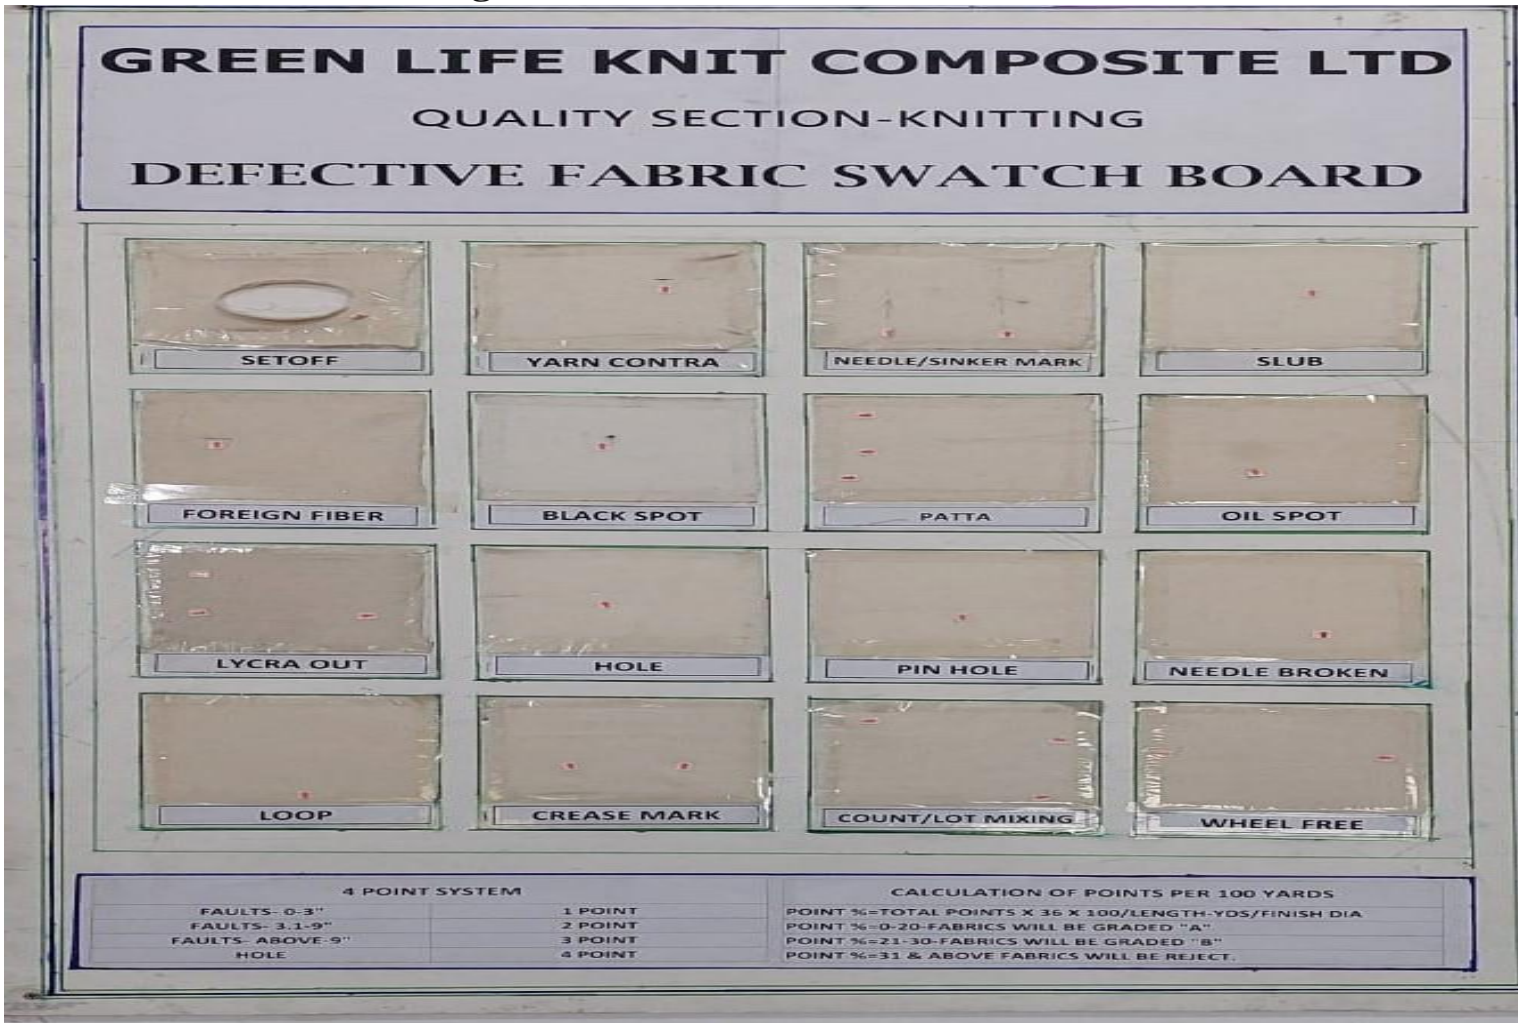 GREEN LIFE KNIT COMPOSITE LTD
QUALITY SECTION-KNITTING
DEFECTIVE FABRIC SWATCH BOARD
SETOFF
YARN CONTRA
NEEDLE/SINKER MARK
SLUB
FOREIGN FIBER
BLACK SPOT
PATTA
OIL SPOT
LYCRA OUT
HOLE
PIN HOLE
NEEDLE BROKEN
LOOP
CREASE MARK
COUNT/LOT MIXING
WHEEL FREE
4 POINT SYSTEM
FAULTS- 0-3" 1 POINT
FAULTS- 3.1-9" 2 POINT
FAULTS- ABOVE-9" 3 POINT
HOLE 4 POINT
CALCULATION OF POINTS PER 100 YARDS
POINT %=TOTAL POINTS X 36 X 100/LENGTH-YDS/FINISH DIA
POINT %=0-20-FABRICS WILL BE GRADED "A"
POINT %=21-30-FABRICS WILL BE GRADED "B"
POINT %=31 & ABOVE FABRICS WILL BE REJECT.